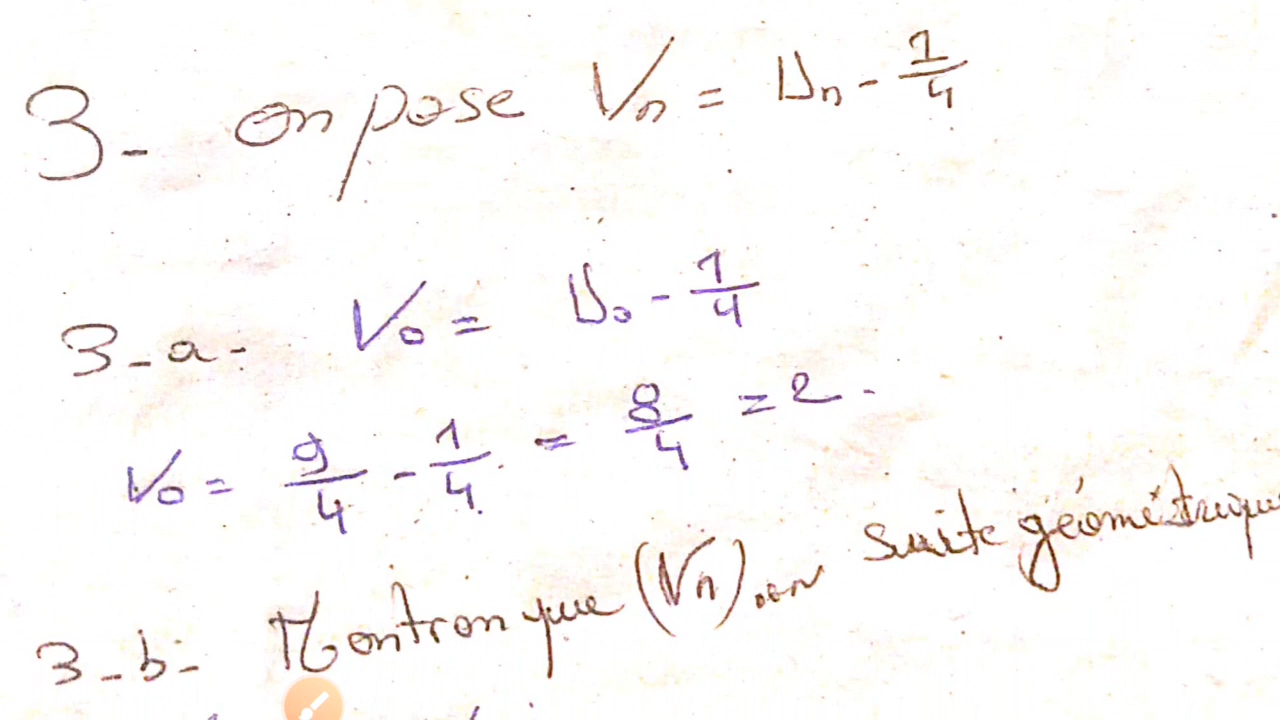 3- on pose Vn = Un - 1/4
3-a- V0 = U0 - 1/4
V0 = 9/4 - 1/4 = 8/4 = 2.
3-b- Montron que (Vn) suite géométrique